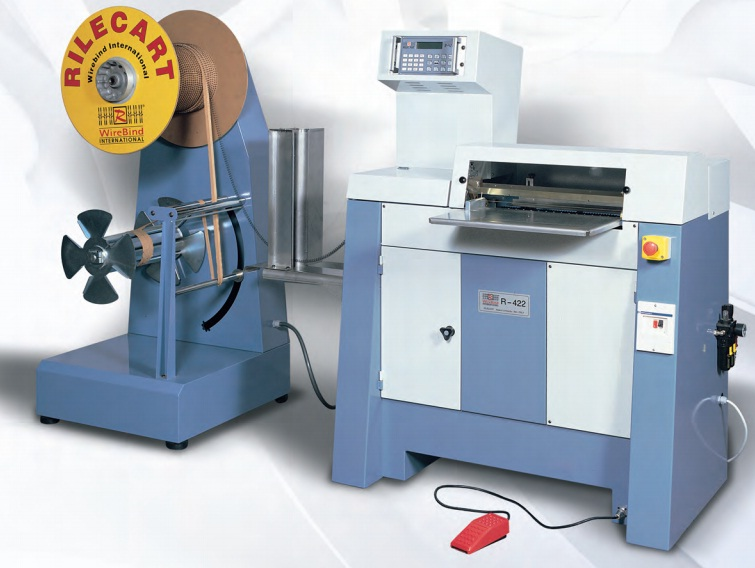 RILECART
Wirebind International
R
WireBind
INTERNATIONAL
R-422